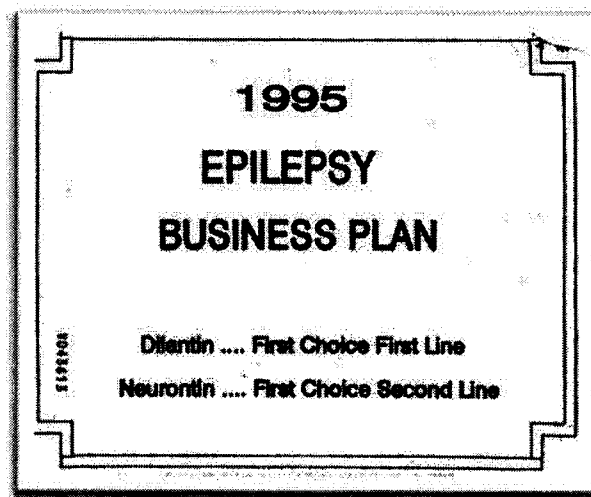 1995
EPILEPSY
BUSINESS PLAN
Dilantin .... First Choice First Line
Neurontin .... First Choice Second Line